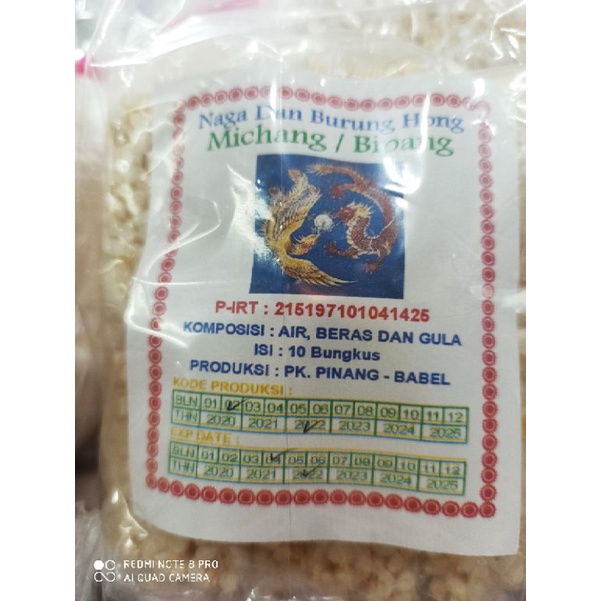 Naga Dan Burung Hong
Michang / Bipang
P-IRT : 215197101041425
KOMPOSISI : AIR, BERAS DAN GULA
ISI : 10 Bungkus
PRODUKSI : PK. PINANG - BABEL
KODE PRODUKSI :
BLN 01 02 03 04 05 06 07 08 09 10 11 12
THN 2020 2021 2022 2023 2024 2025
EXP DATE :
BLN 01 02 03 04 05 06 07 08 09 10 11 12
THN 2020 2021 2022 2023 2024 2025
REDMI NOTE 8 PRO
AI QUAD CAMERA